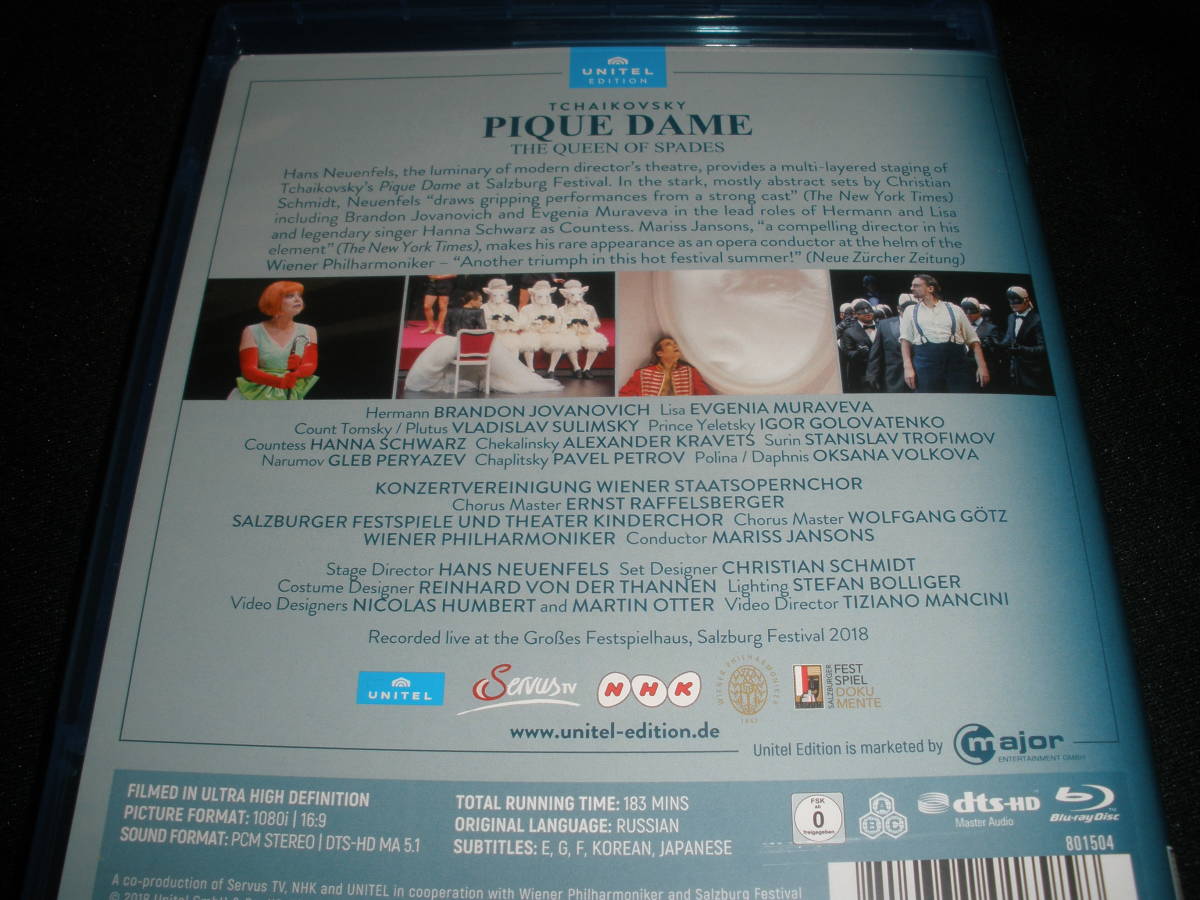 UNITEL
EDITION
TCHAIKOVSKY
PIQUE DAME
THE QUEEN OF SPADES
Hans Neuenfels, the luminary of modern director's theatre, provides a multi-layered staging of
Tchaikovsky's Pique Dame at Salzburg Festival. In the stark, mostly abstract sets by Christian
Schmidt, Neuenfels “draws gripping performances from a strong cast” (The New York Times)
including Brandon Jovanovich and Evgenia Muraveva in the lead roles of Hermann and Lisa
and legendary singer Hanna Schwarz as Countess. Mariss Jansons, “a compelling director in his
element” (The New York Times), makes his rare appearance as an opera conductor at the helm of the
Wiener Philharmoniker – “Another triumph in this hot festival summer!” (Neue Zürcher Zeitung)
Hermann BRANDON JOVANOVICH Lisa EVGENIA MURAVEVA
Count Tomsky / Plutus VLADISLAV SULIMSKY Prince Yeletsky IGOR GOLOVATENKO
Countess HANNA SCHWARZ Chekalinsky ALEXANDER KRAVETS Surin STANISLAV TROFIMOV
Narumov GLEB PERYAZEV Chaplitsky PAVEL PETROV Polina / Daphnis OKSANA VOLKOVA
KONZERTVEREINIGUNG WIENER STAATSOPERNCHOR
Chorus Master ERNST RAFFELSBERGER
SALZBURGER FESTSPIELE UND THEATER KINDERCHOR Chorus Master WOLFGANG GÖTZ
WIENER PHILHARMONIKER Conductor MARISS JANSONS
Stage Director HANS NEUENFELS Set Designer CHRISTIAN SCHMIDT
Costume Designer REINHARD VON DER THANNEN Lighting STEFAN BOLLIGER
Video Designers NICOLAS HUMBERT and MARTIN OTTER Video Director TIZIANO MANCINI
Recorded live at the Großes Festspielhaus, Salzburg Festival 2018
UNITEL
Servus TV
NHK
WIENER PHILHARMONIKER
SALZBURGER
FEST
SPIEL
DOKU
MENTE
www.unitel-edition.de
Unitel Edition is marketed by
C major
ENTERTAINMENT GMBH
FILMED IN ULTRA HIGH DEFINITION
PICTURE FORMAT: 1080i | 16:9
SOUND FORMAT: PCM STEREO | DTS-HD MA 5.1
TOTAL RUNNING TIME: 183 MINS
ORIGINAL LANGUAGE: RUSSIAN
SUBTITLES: E, G, F, KOREAN, JAPANESE
FSK
ab
0
freigegeben
A
B C
dts-HD
Master Audio
Blu-ray Disc
801504
A co-production of Servus TV, NHK and UNITEL in cooperation with Wiener Philharmoniker and Salzburg Festival
© 2018 Unitel GmbH &